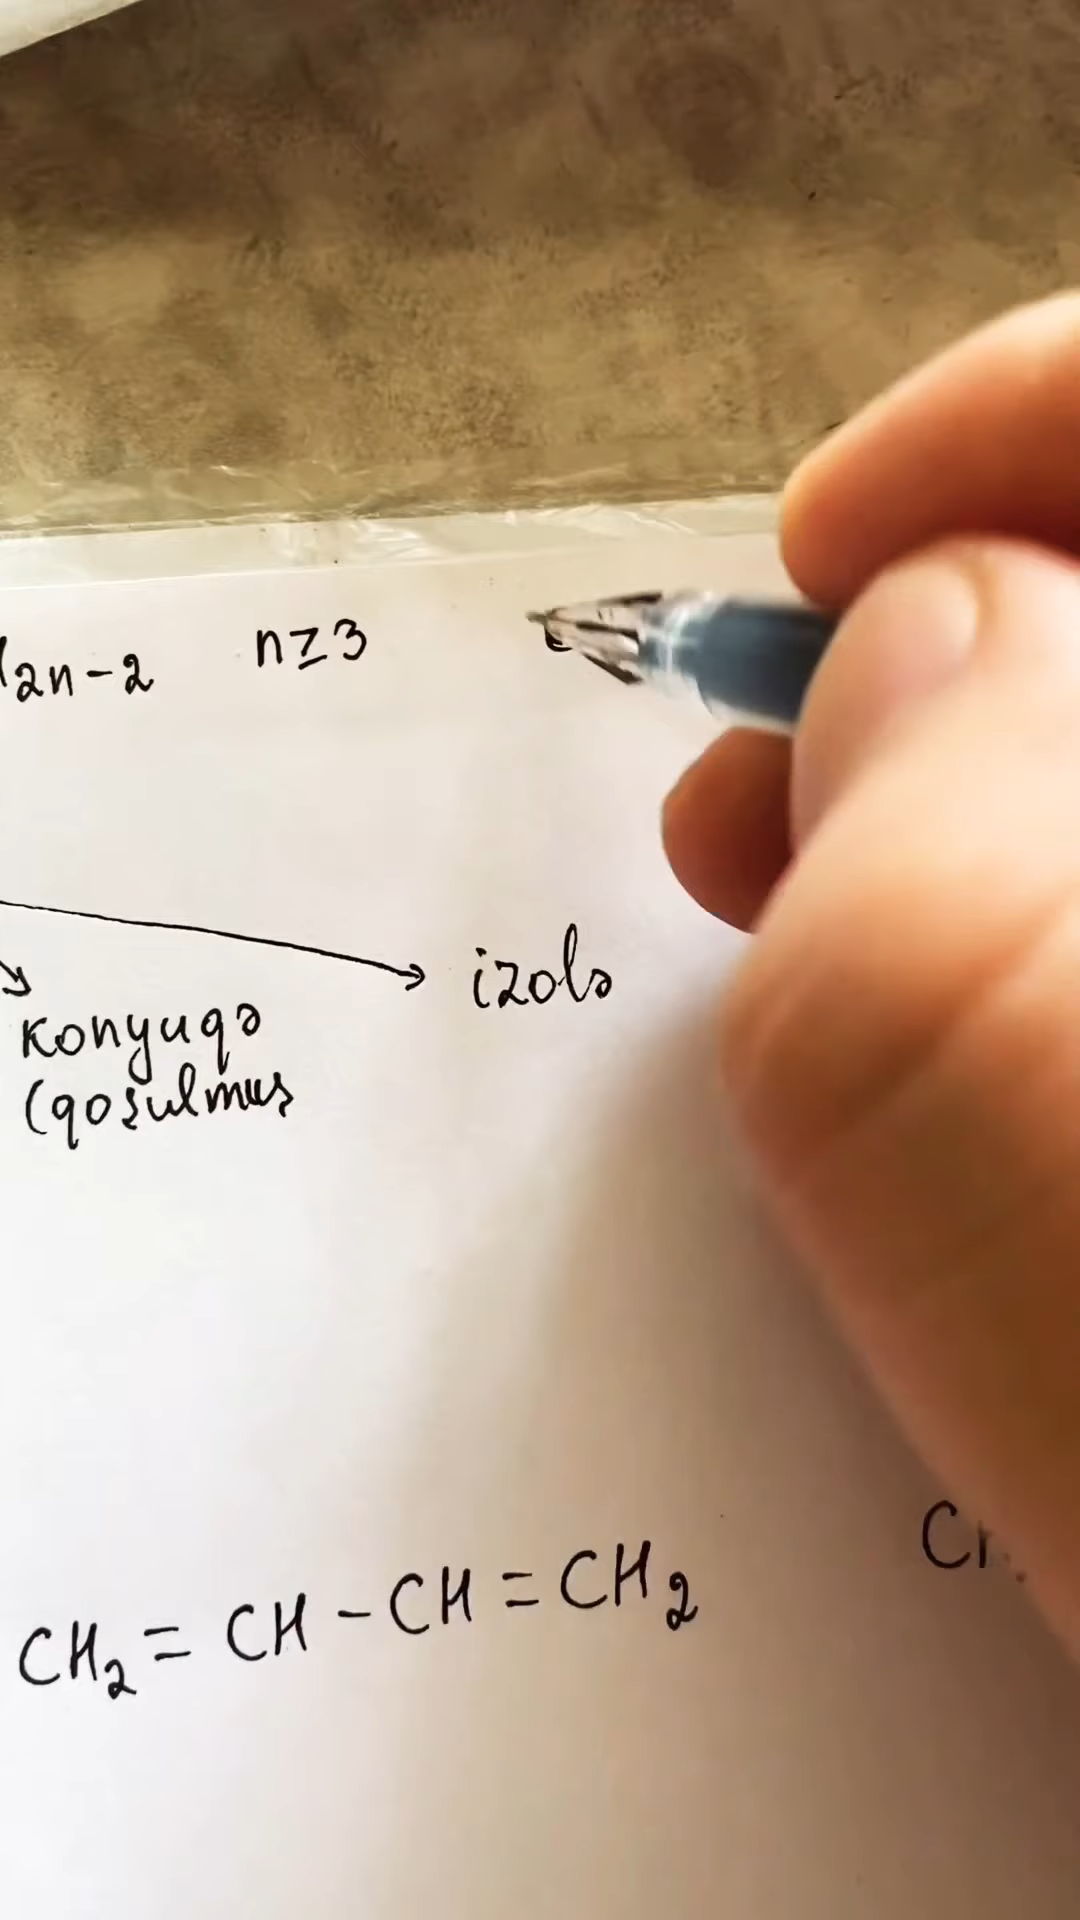 2n-2 n≥3
izolə
konyuqə
(qoşulmuş
CH2=CH-CH=CH2